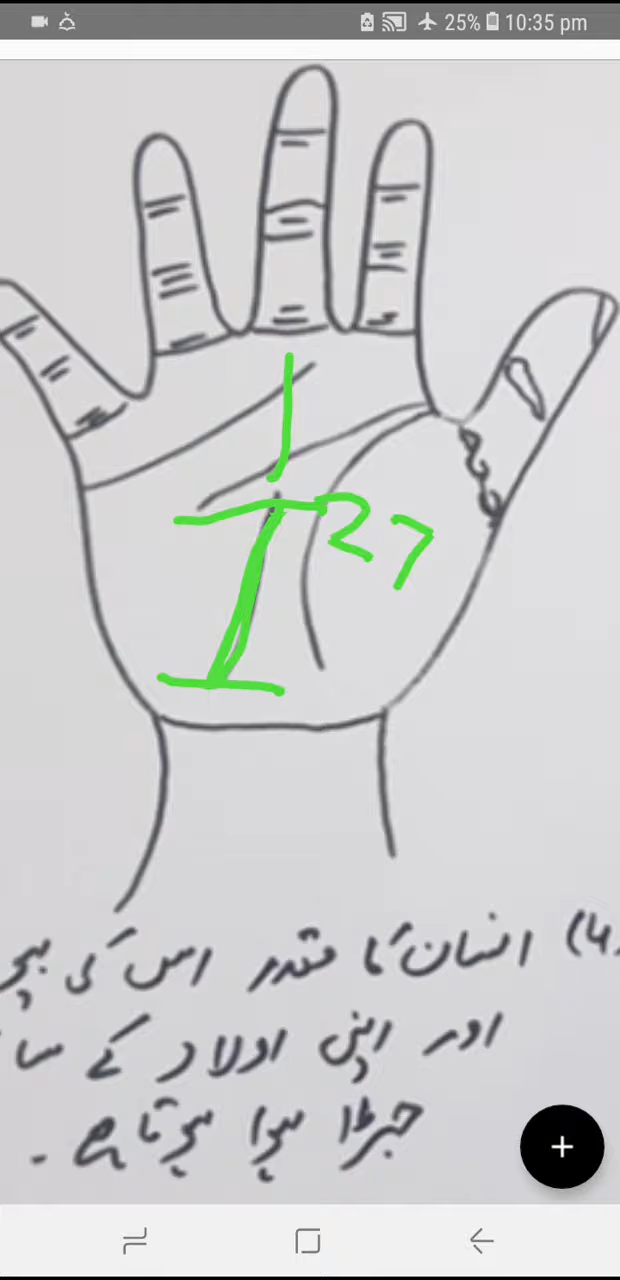 25% 10:35 pm
27
(4) انسان کا مقدر اس کی
اور اپنی اولاد کے
جڑا ہوا ہوتا ہے -